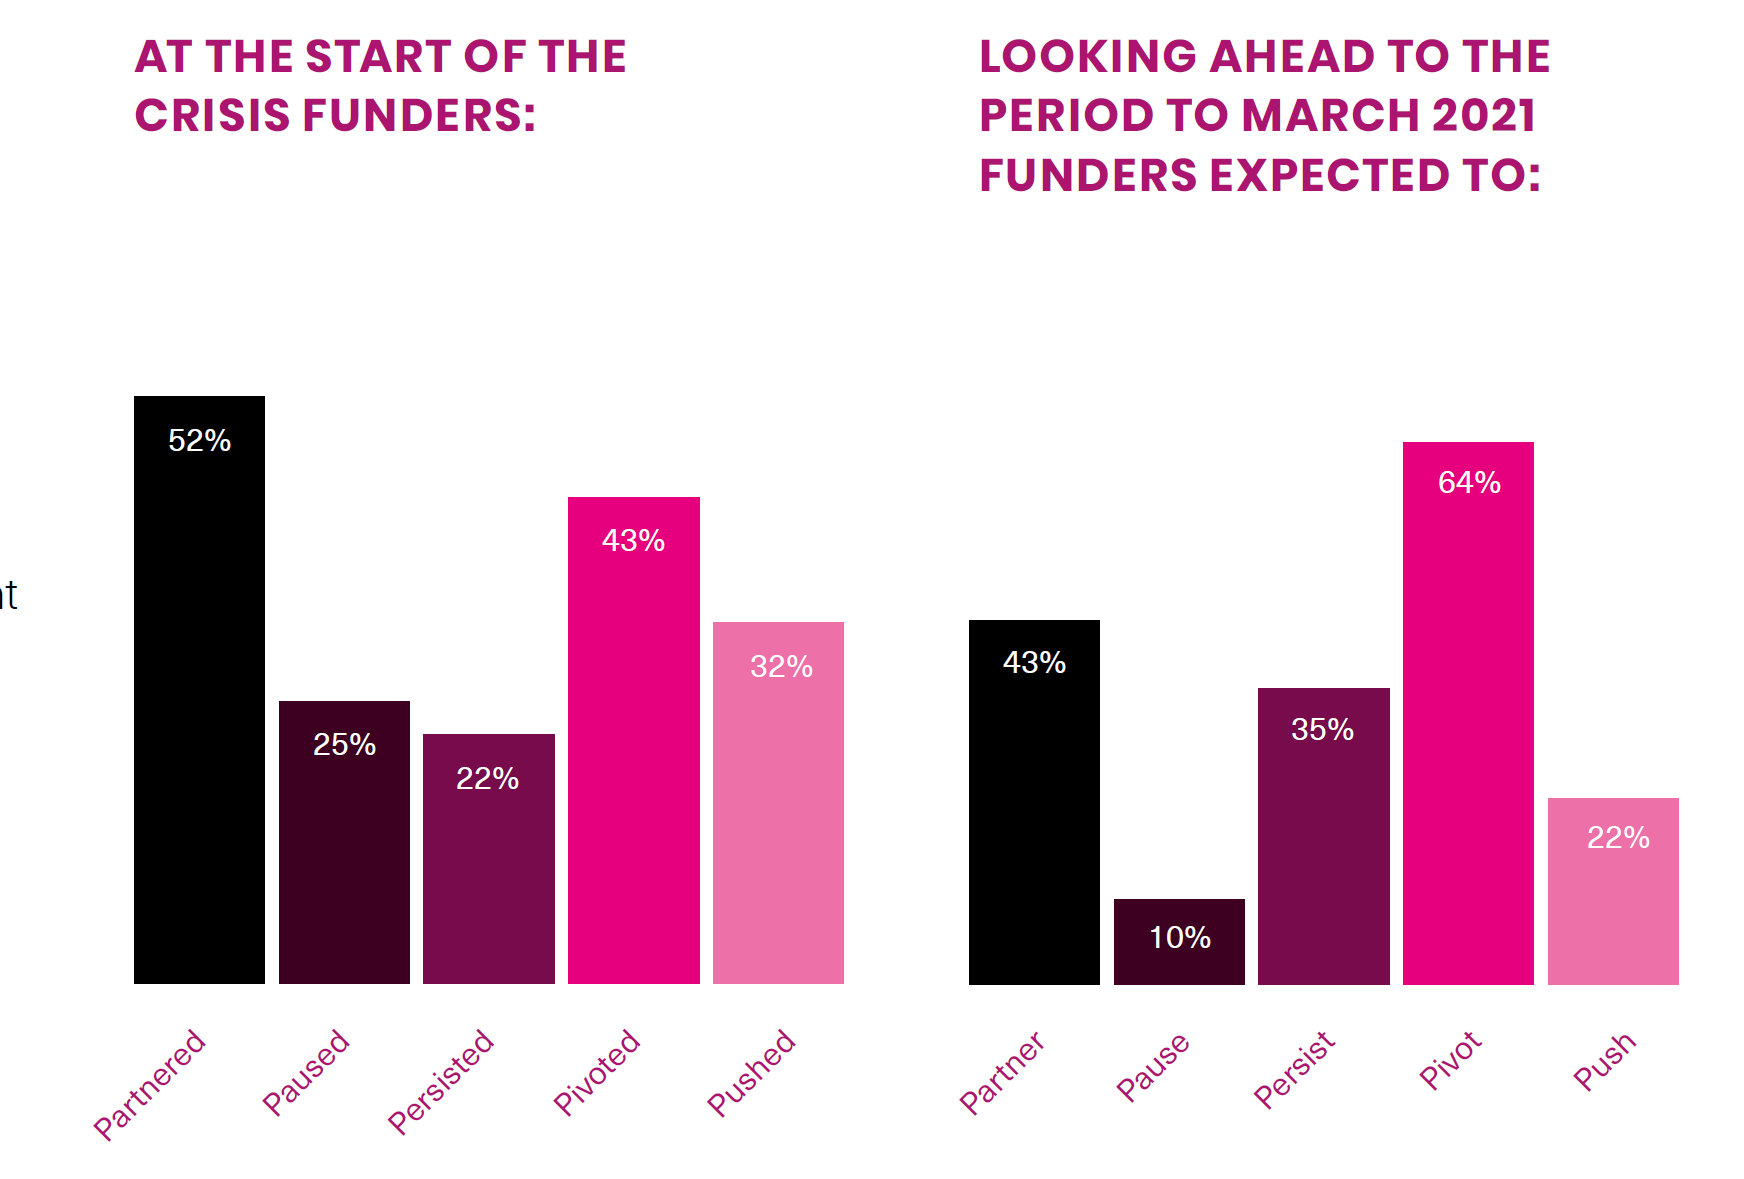 AT THE START OF THE
CRISIS FUNDERS:
52%
25%
22%
43%
32%
Partnered
Paused
Persisted
Pivoted
Pushed
LOOKING AHEAD TO THE
PERIOD TO MARCH 2021
FUNDERS EXPECTED TO:
43%
10%
35%
64%
22%
Partner
Pause
Persist
Pivot
Push